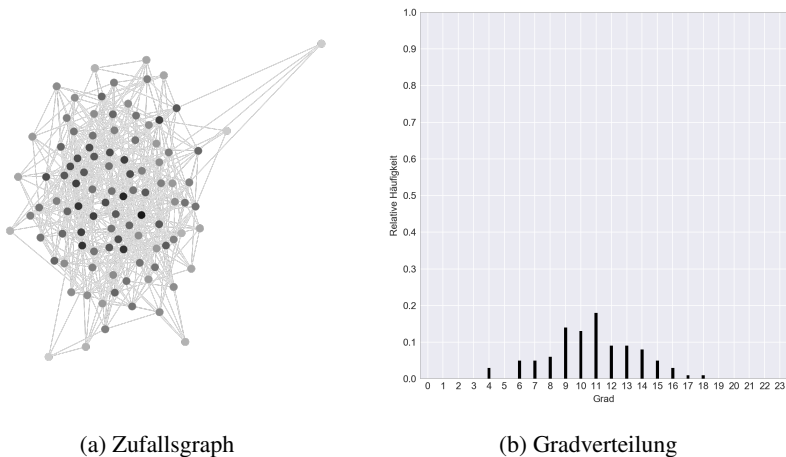 1.0
0.9
0.8
0.7
0.6
0.5
0.4
0.3
0.2
0.1
0.0
Relative Häufigkeit
0 1 2 3 4 5 6 7 8 9 10 11 12 13 14 15 16 17 18 19 20 21 22 23
Grad
(a) Zufallsgraph
(b) Gradverteilung